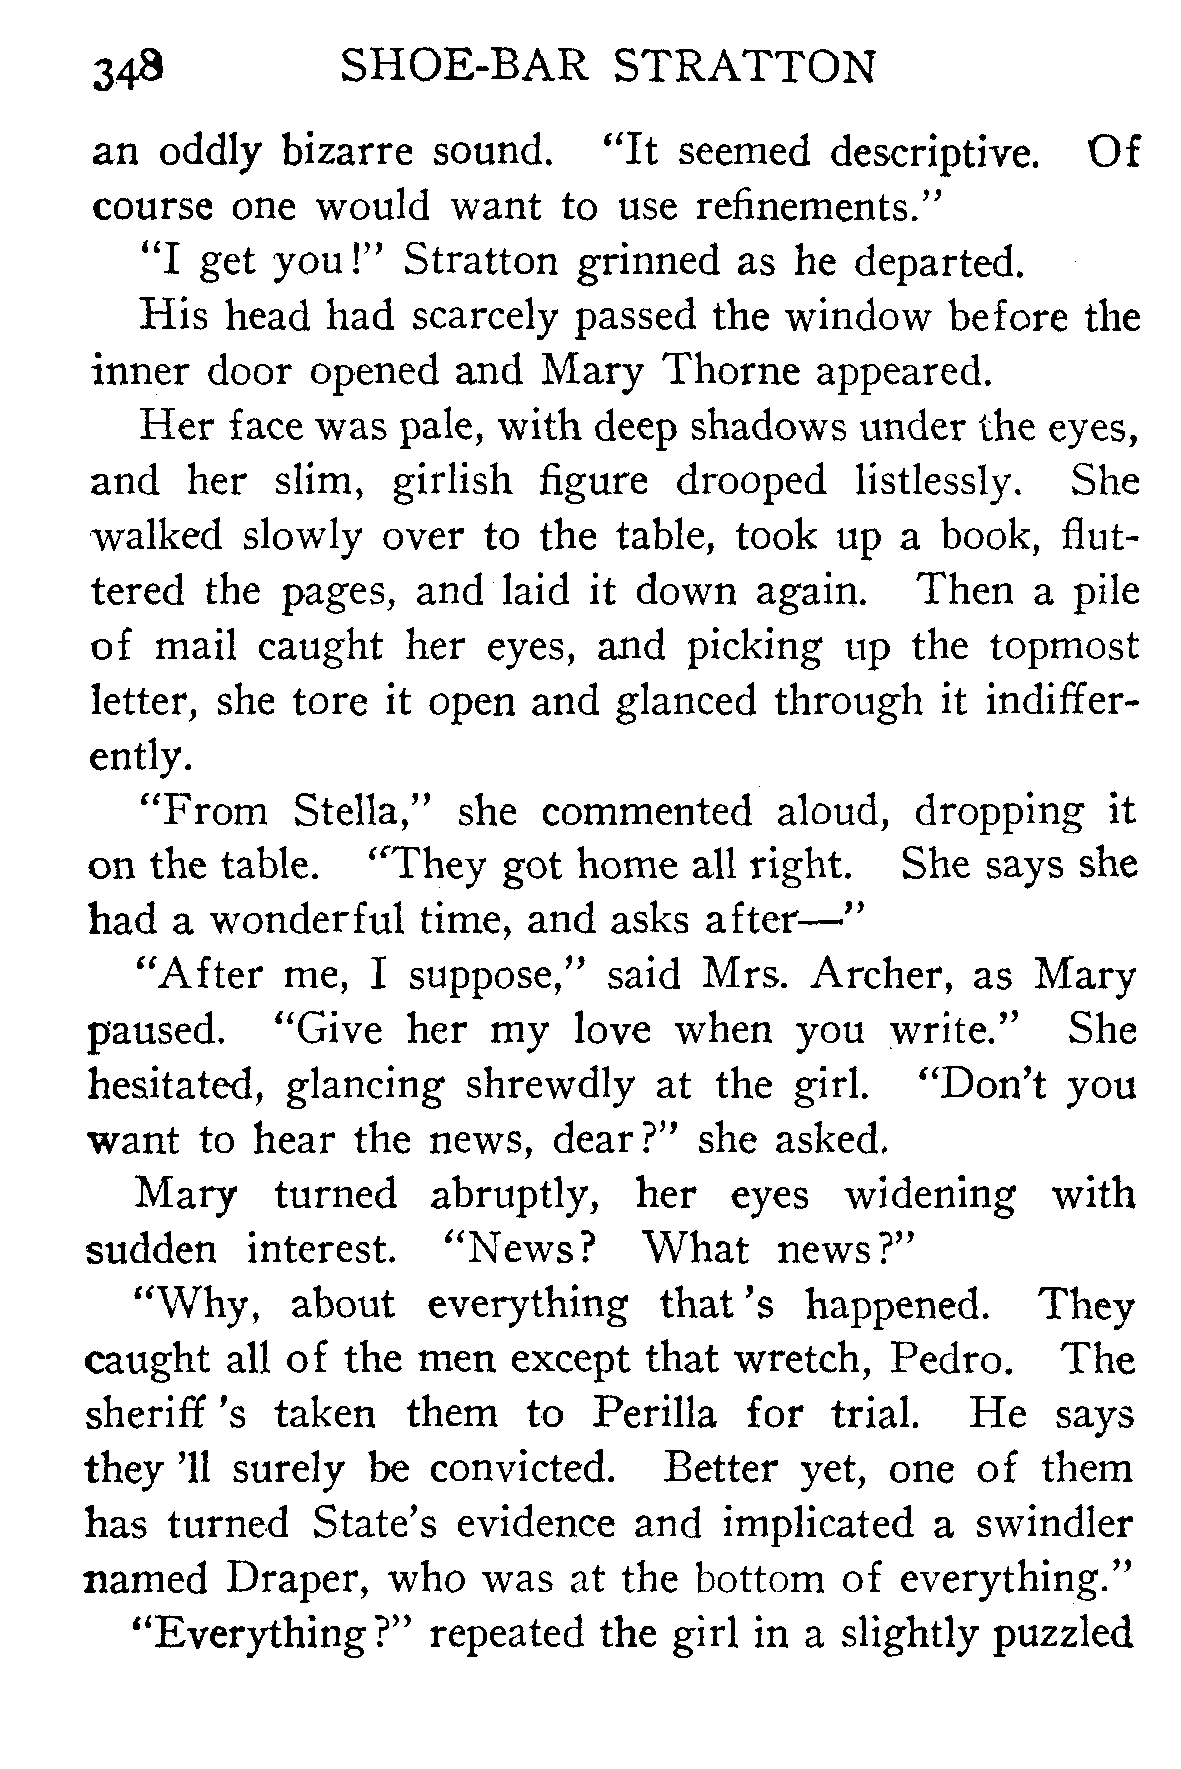 348 SHOE-BAR STRATTON
an oddly bizarre sound. “It seemed descriptive. Of
course one would want to use refinements.”
“I get you!” Stratton grinned as he departed.
His head had scarcely passed the window before the
inner door opened and Mary Thorne appeared.
Her face was pale, with deep shadows under the eyes,
and her slim, girlish figure drooped listlessly. She
walked slowly over to the table, took up a book, flut-
tered the pages, and laid it down again. Then a pile
of mail caught her eyes, and picking up the topmost
letter, she tore it open and glanced through it indiffer-
ently.
“From Stella,” she commented aloud, dropping it
on the table. “They got home all right. She says she
had a wonderful time, and asks after—”
“After me, I suppose,” said Mrs. Archer, as Mary
paused. “Give her my love when you write.” She
hesitated, glancing shrewdly at the girl. “Don’t you
want to hear the news, dear?” she asked.
Mary turned abruptly, her eyes widening with
sudden interest. “News? What news?”
“Why, about everything that ’s happened. They
caught all of the men except that wretch, Pedro. The
sheriff ’s taken them to Perilla for trial. He says
they ’ll surely be convicted. Better yet, one of them
has turned State’s evidence and implicated a swindler
named Draper, who was at the bottom of everything.”
“Everything?” repeated the girl in a slightly puzzled